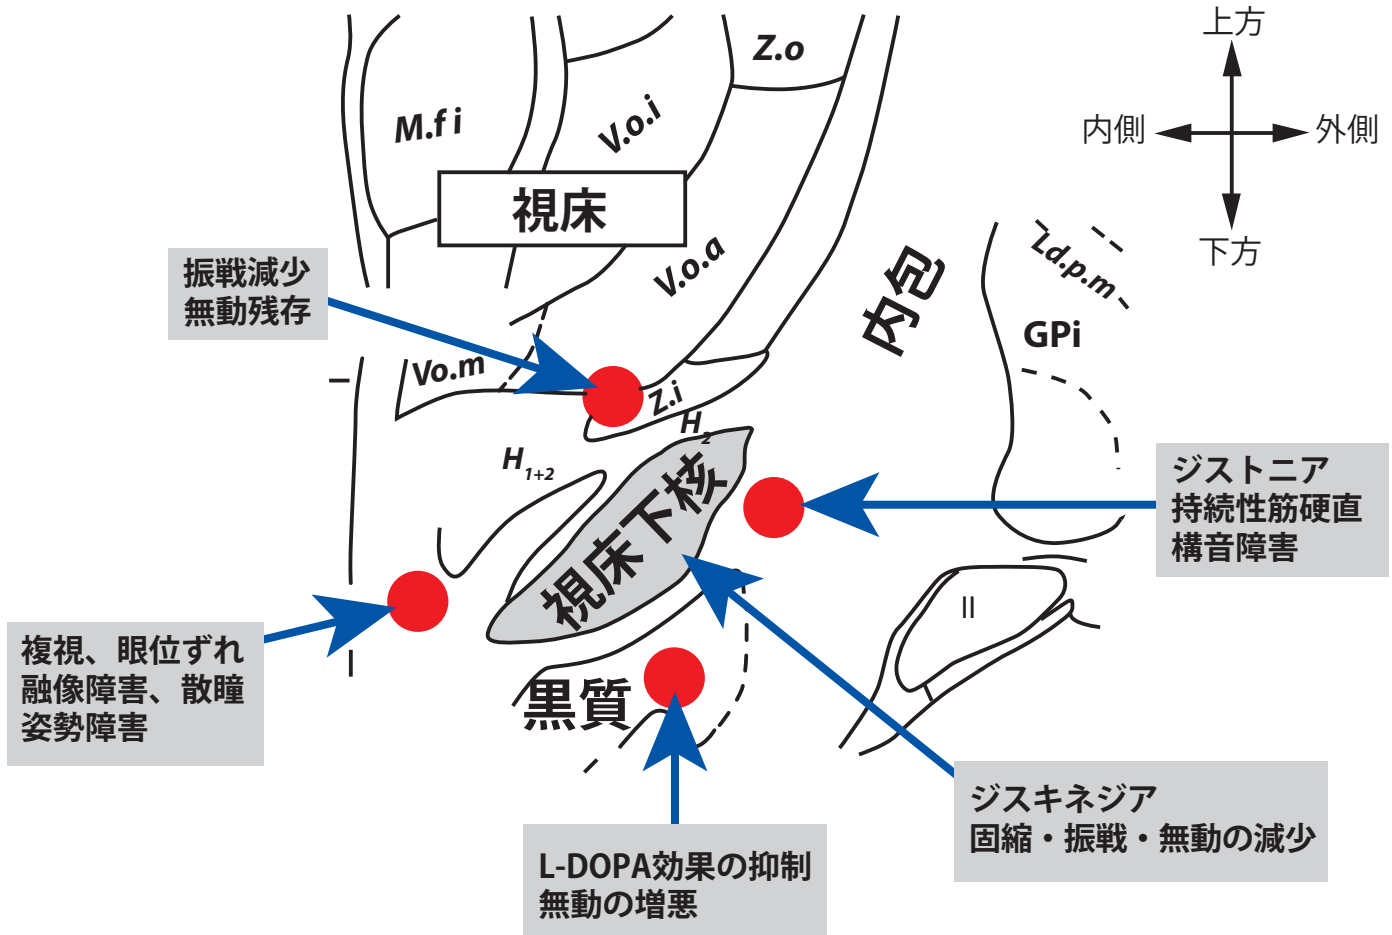 上方
内側
外側
下方
M.f i
V.o.i
Z.o
視床
V.o.a
内包
Ld.p.m
GPi
振戦減少
無動残存
Vo.m
Z.i
H2
H1+2
視床下核
ジストニア
持続性筋硬直
構音障害
II
複視、眼位ずれ
融像障害、散瞳
姿勢障害
黒質
ジスキネジア
固縮・振戦・無動の減少
L-DOPA効果の抑制
無動の増悪